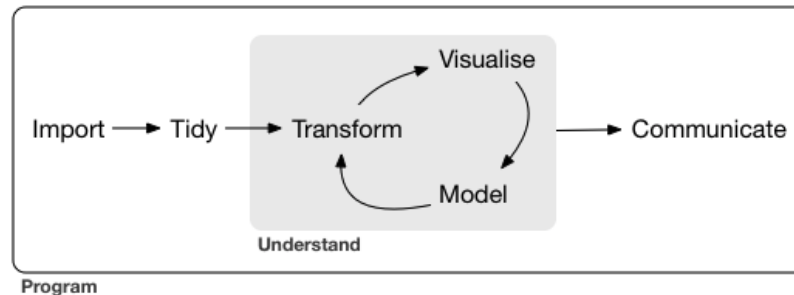 Visualise
Import
Tidy
Transform
Communicate
Model
Understand
Program